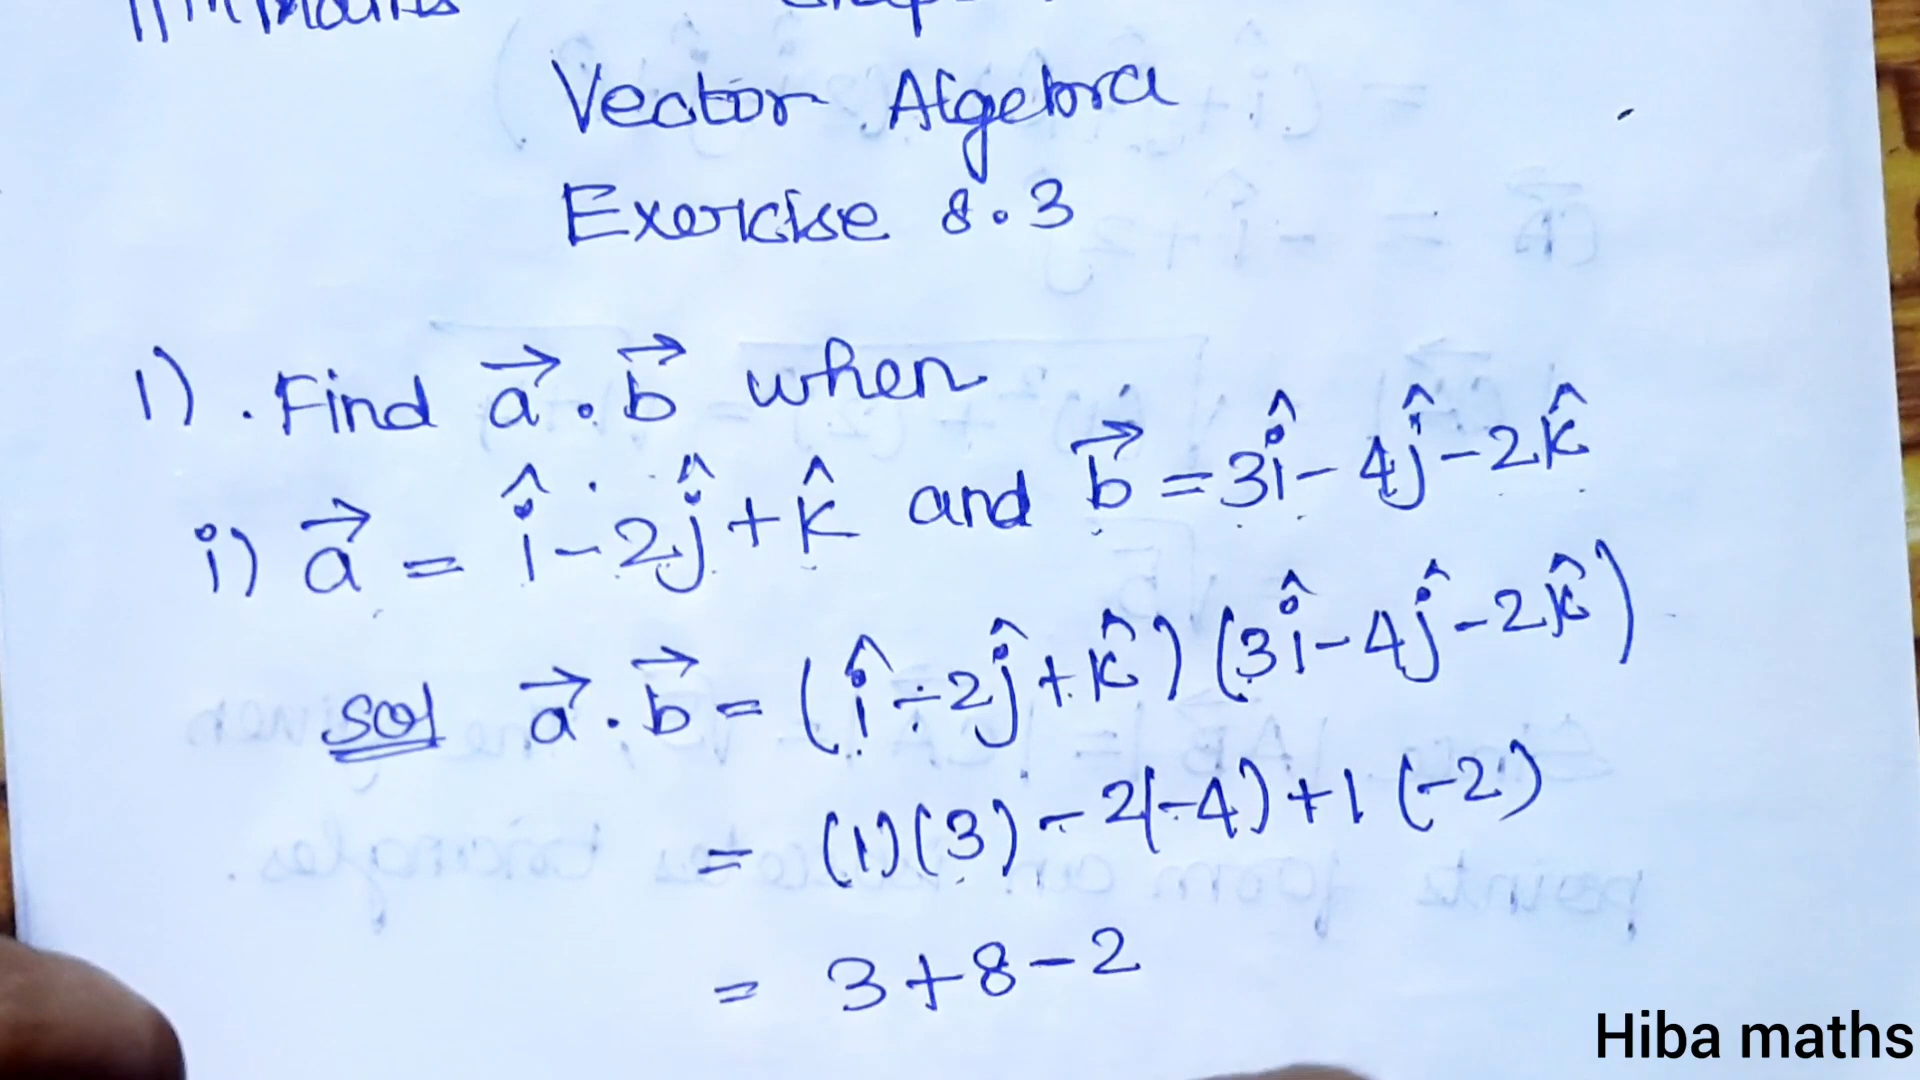 Vector Algebra
Exercise 8.3
1). Find a⃗ . b⃗ when
i) a⃗ = î - 2ĵ + k̂ and b⃗ = 3î - 4ĵ - 2k̂
Sol a⃗ . b⃗ = (î - 2ĵ + k̂) (3î - 4ĵ - 2k̂)
= (1)(3) - 2(-4) + 1 (-2)
= 3 + 8 - 2
Hiba maths